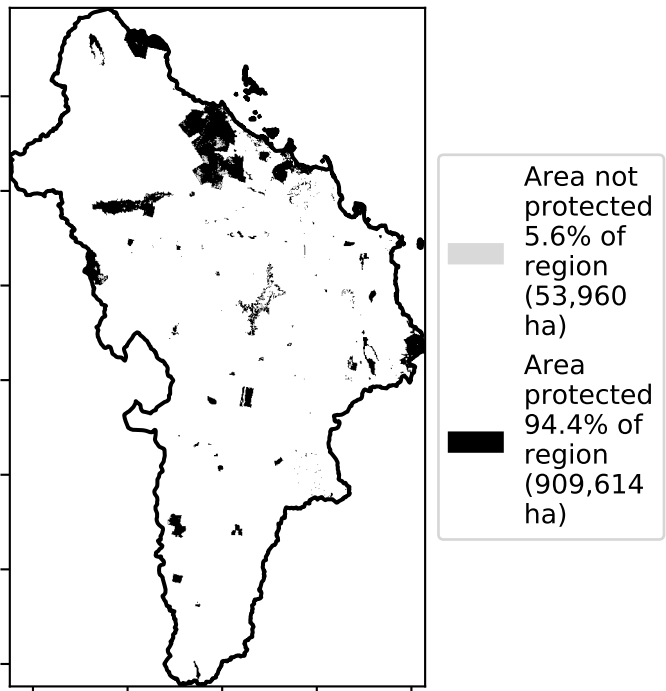 Area not
protected
5.6% of
region
(53,960
ha)
Area
protected
94.4% of
region
(909,614
ha)